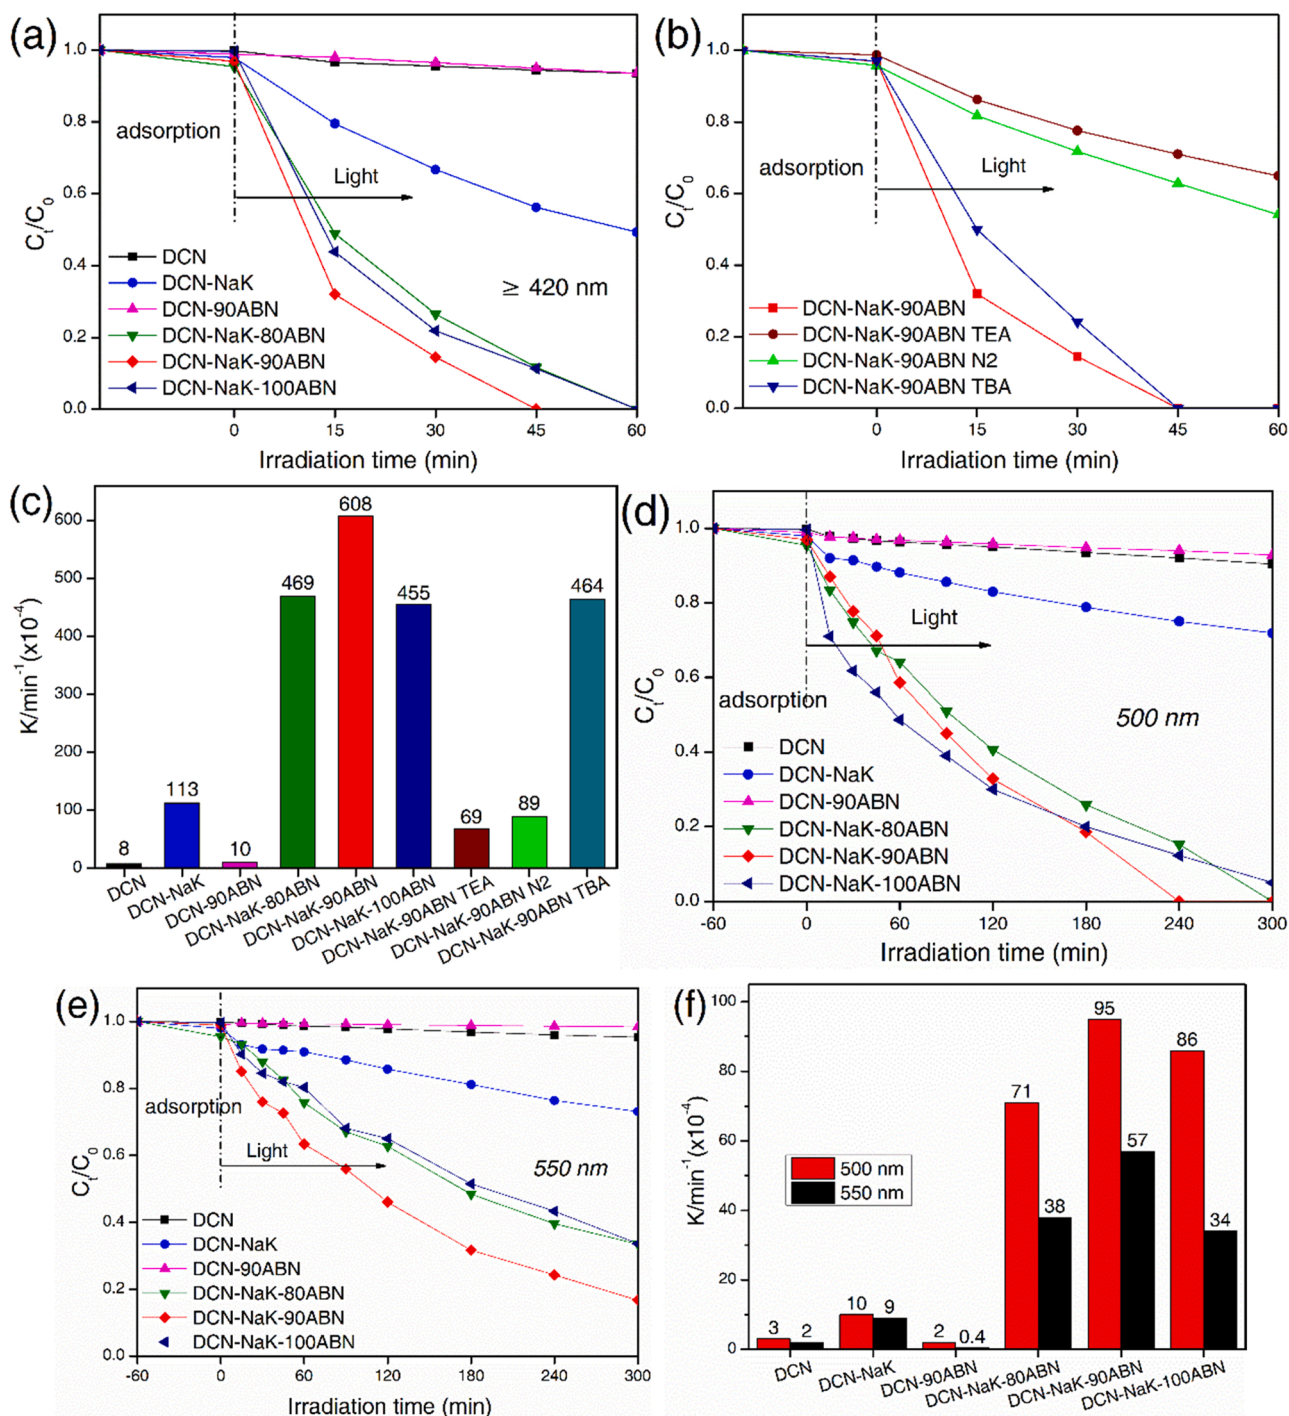 (a)
1.0
0.8
0.6
0.4
0.2
0.0
Ct/C0
adsorption
Light
≥ 420 nm
DCN
DCN-NaK
DCN-90ABN
DCN-NaK-80ABN
DCN-NaK-90ABN
DCN-NaK-100ABN
0 15 30 45 60
Irradiation time (min)
(b)
1.0
0.8
0.6
0.4
0.2
0.0
Ct/C0
adsorption
Light
DCN-NaK-90ABN
DCN-NaK-90ABN TEA
DCN-NaK-90ABN N2
DCN-NaK-90ABN TBA
0 15 30 45 60
Irradiation time (min)
(c)
600
500
400
300
200
100
0
K/min⁻¹(x10⁻⁴)
8
113
10
469
608
455
69
89
464
DCN
DCN-NaK
DCN-90ABN
DCN-NaK-80ABN
DCN-NaK-90ABN
DCN-NaK-100ABN
DCN-NaK-90ABN TEA
DCN-NaK-90ABN N2
DCN-NaK-90ABN TBA
(d)
1.0
0.8
0.6
0.4
0.2
0.0
Ct/C0
adsorption
Light
500 nm
DCN
DCN-NaK
DCN-90ABN
DCN-NaK-80ABN
DCN-NaK-90ABN
DCN-NaK-100ABN
-60 0 60 120 180 240 300
Irradiation time (min)
(e)
1.0
0.8
0.6
0.4
0.2
0.0
Ct/C0
adsorption
Light
550 nm
DCN
DCN-NaK
DCN-90ABN
DCN-NaK-80ABN
DCN-NaK-90ABN
DCN-NaK-100ABN
-60 0 60 120 180 240 300
Irradiation time (min)
(f)
100
80
60
40
20
0
K/min⁻¹(x10⁻⁴)
500 nm
550 nm
3 2
10 9
2 0.4
71 38
95 57
86 34
DCN
DCN-NaK
DCN-90ABN
DCN-NaK-80ABN
DCN-NaK-90ABN
DCN-NaK-100ABN